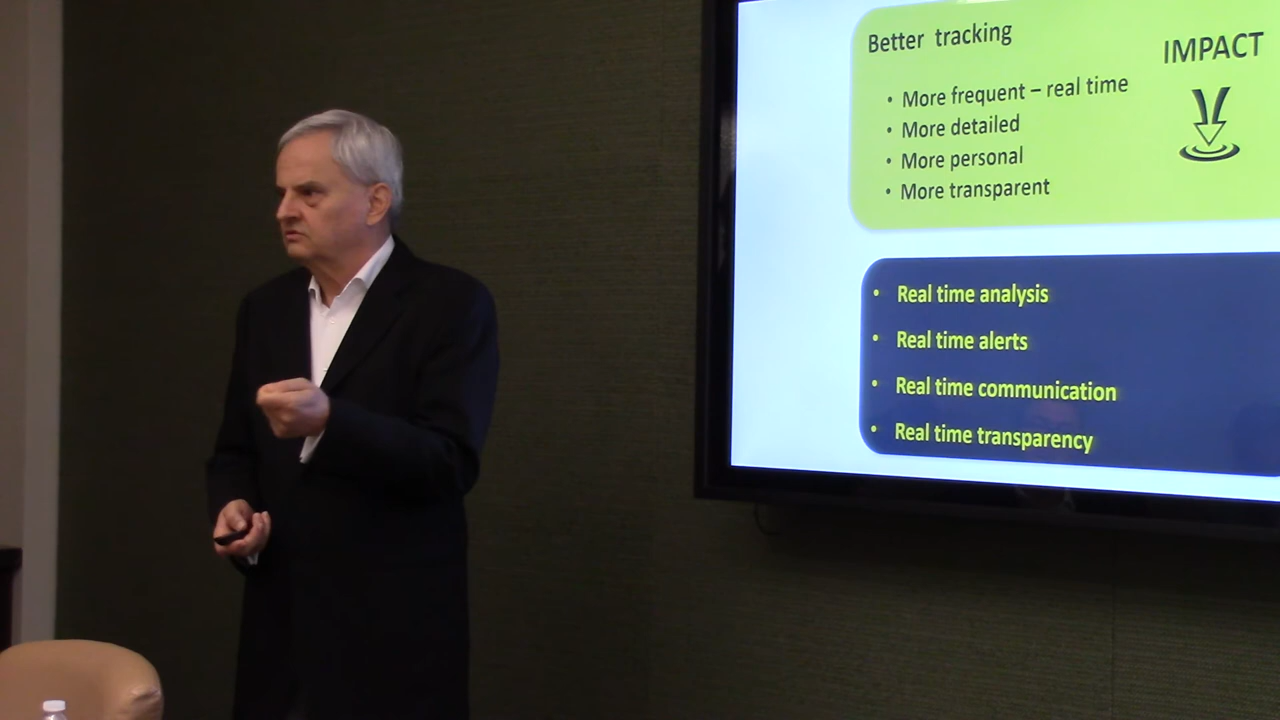 Better tracking
IMPACT
• More frequent – real time
• More detailed
• More personal
• More transparent
• Real time analysis
• Real time alerts
• Real time communication
• Real time transparency